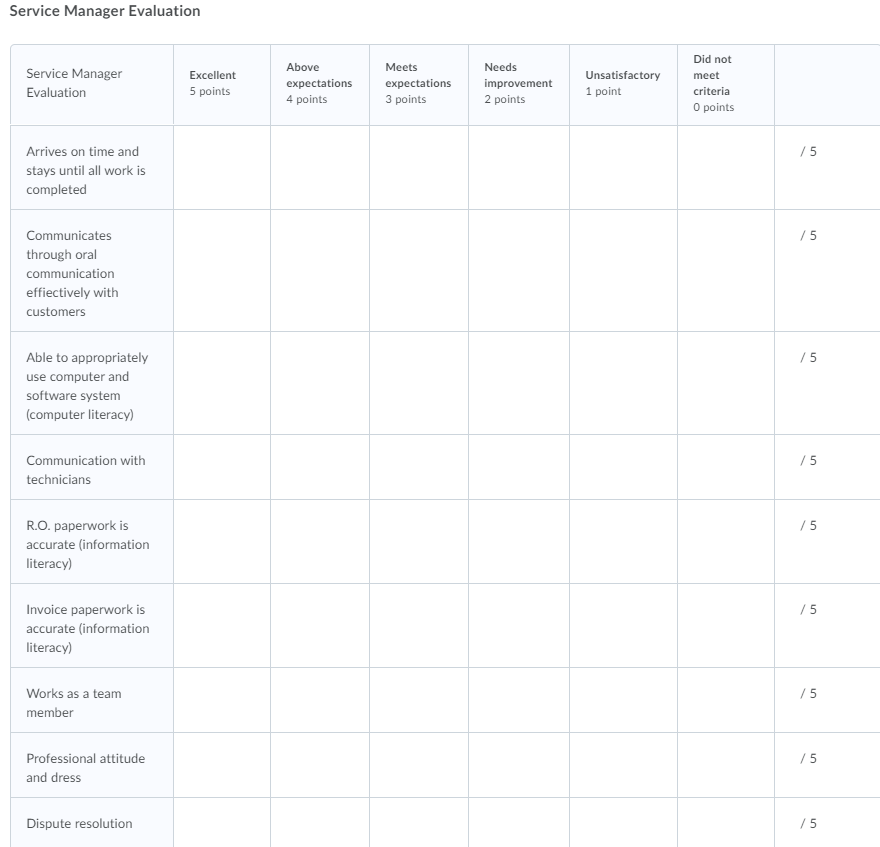 Service Manager Evaluation
Service Manager
Evaluation
Excellent
5 points
Above
expectations
4 points
Meets
expectations
3 points
Needs
improvement
2 points
Unsatisfactory
1 point
Did not
meet
criteria
0 points
Arrives on time and
stays until all work is
completed
/ 5
Communicates
through oral
communication
effiectively with
customers
/ 5
Able to appropriately
use computer and
software system
(computer literacy)
/ 5
Communication with
technicians
/ 5
R.O. paperwork is
accurate (information
literacy)
/ 5
Invoice paperwork is
accurate (information
literacy)
/ 5
Works as a team
member
/ 5
Professional attitude
and dress
/ 5
Dispute resolution
/ 5